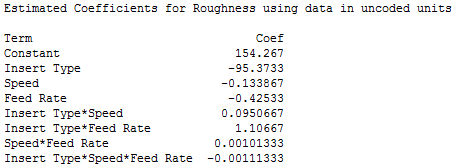 Estimated Coefficients for Roughness using data in uncoded units
Term Coef
Constant 154.267
Insert Type -95.3733
Speed -0.133867
Feed Rate -0.42533
Insert Type*Speed 0.0950667
Insert Type*Feed Rate 1.10667
Speed*Feed Rate 0.00101333
Insert Type*Speed*Feed Rate -0.00111333